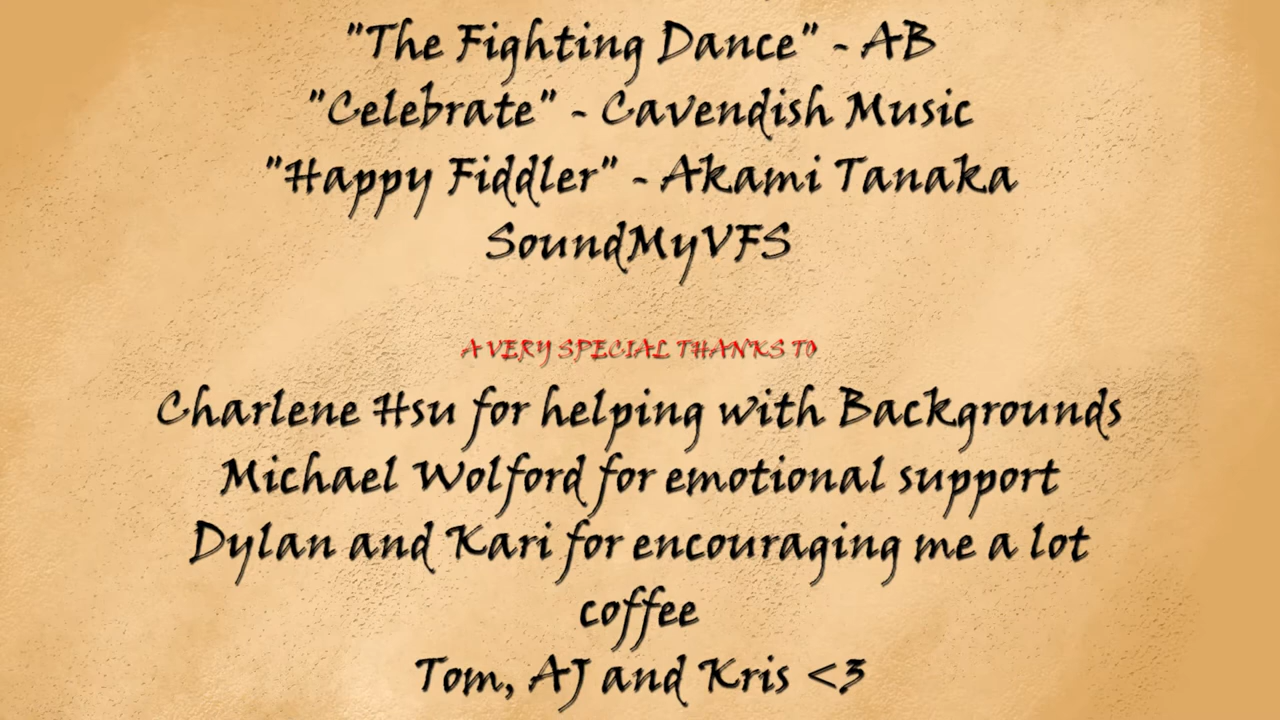 "The Fighting Dance" - AB
"Celebrate" - Cavendish Music
"Happy Fiddler" - Akami Tanaka
SoundMyVFS
A VERY SPECIAL THANKS TO
Charlene Hsu for helping with Backgrounds
Michael Wolford for emotional support
Dylan and Kari for encouraging me a lot
coffee
Tom, AJ and Kris <3